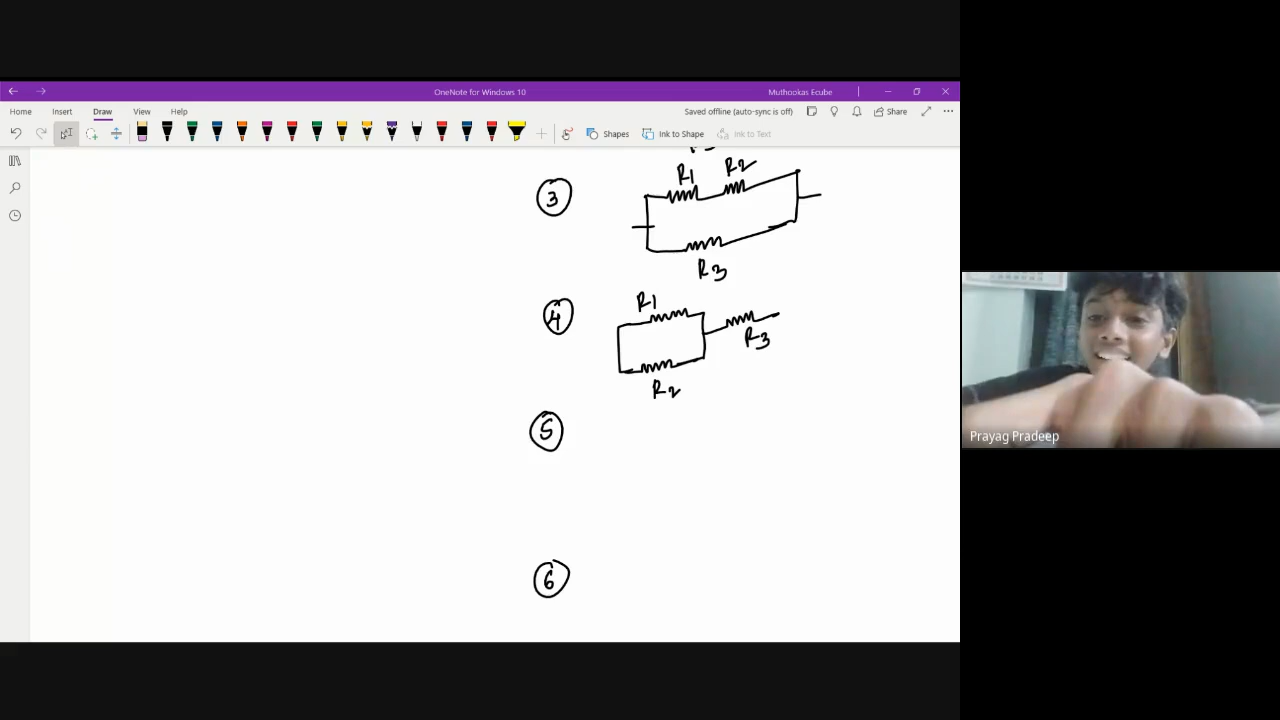 OneNote for Windows 10
Muthookas Ecube
Home Insert Draw View Help
Saved offline (auto-sync is off)
Share
Shapes
Ink to Shape
Ink to Text
3
R1 R2
R3
4
R1
R3
R2
5
6
Prayag Pradeep